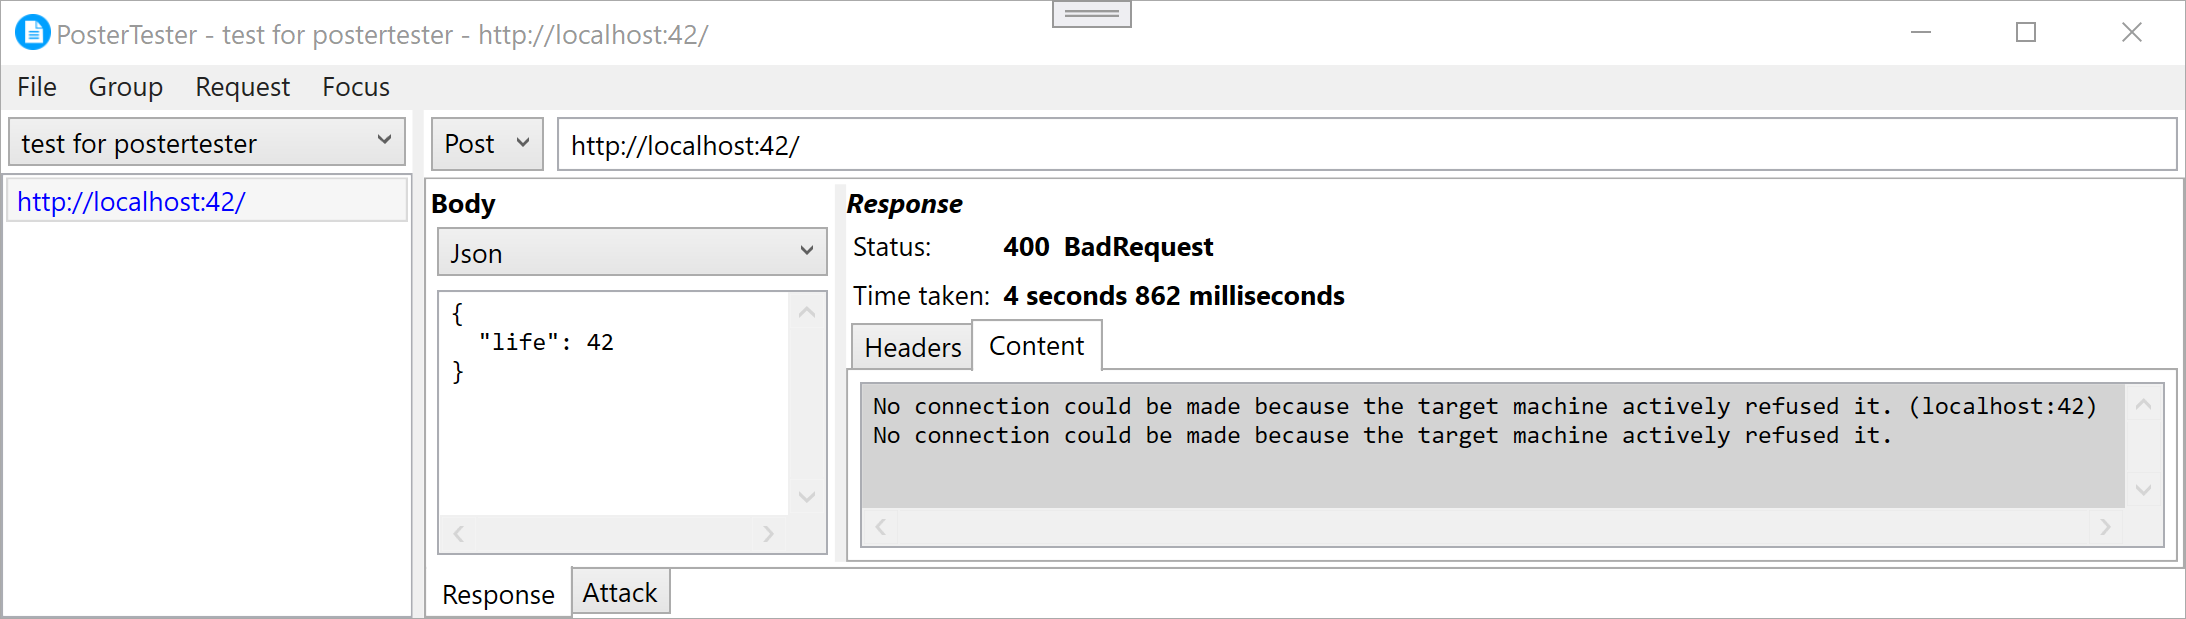 PosterTester - test for postertester - http://localhost:42/
File Group Request Focus
test for postertester
http://localhost:42/
Post
http://localhost:42/
Body
Json
{
  "life": 42
}
Response
Status: 400 BadRequest
Time taken: 4 seconds 862 milliseconds
Headers Content
No connection could be made because the target machine actively refused it. (localhost:42)
No connection could be made because the target machine actively refused it.
Response Attack